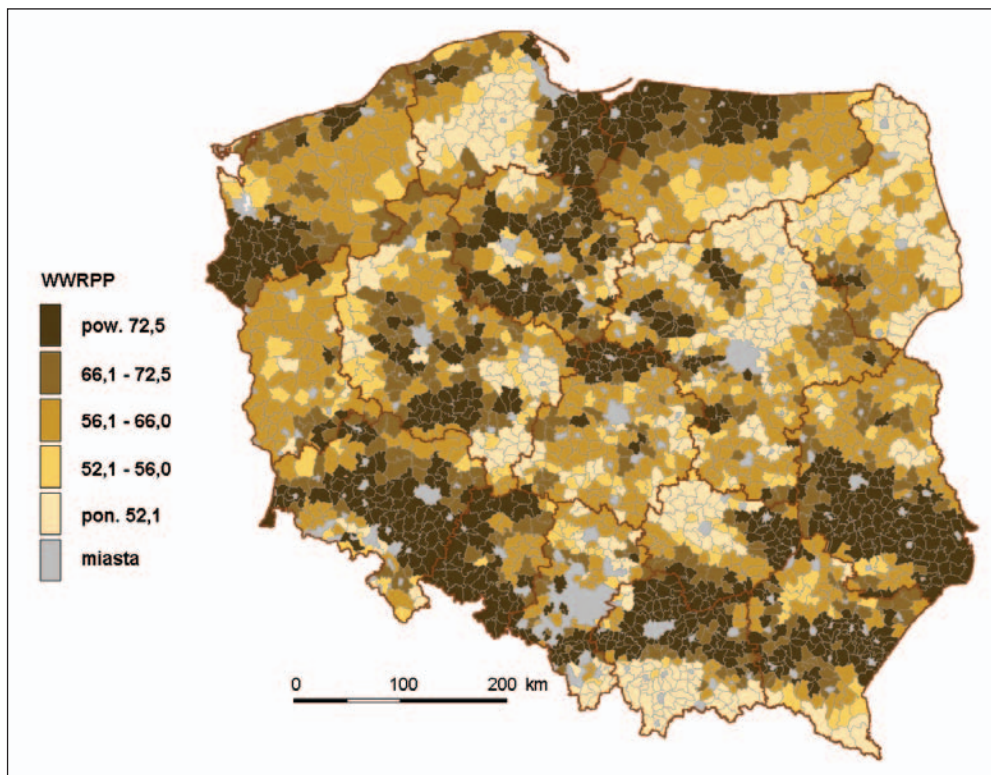 WWRPP
pow. 72,5
66,1 - 72,5
56,1 - 66,0
52,1 - 56,0
pon. 52,1
miasta
0 100 200 km